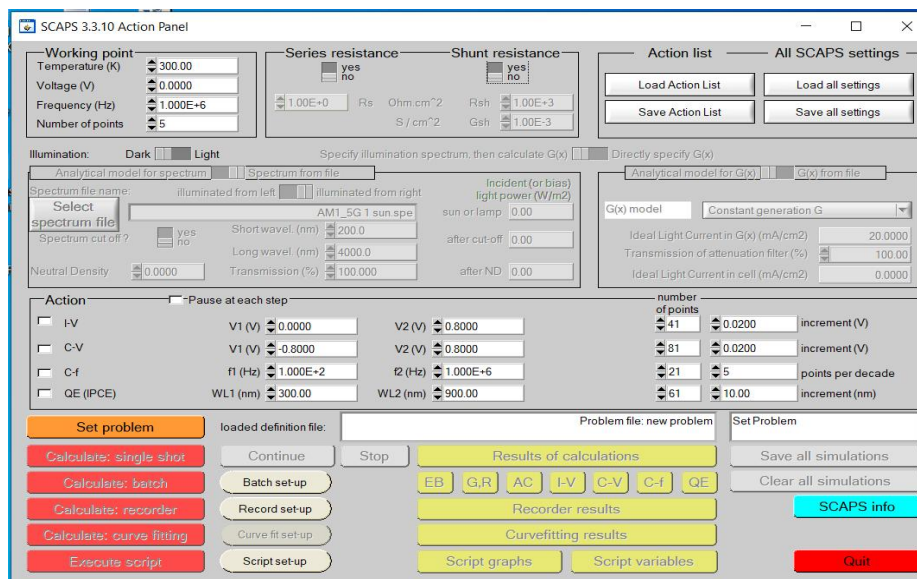 SCAPS 3.3.10 Action Panel
Working point
Temperature (K) 300.00
Voltage (V) 0.0000
Frequency (Hz) 1.000E+6
Number of points 5
Series resistance
yes
no
1.00E+0 Rs Ohm.cm^2
S / cm^2
Shunt resistance
yes
no
Rsh 1.00E+3
Gsh 1.00E-3
Action list
Load Action List
Save Action List
All SCAPS settings
Load all settings
Save all settings
Illumination: Dark Light
Specify illumination spectrum, then calculate G(x) Directly specify G(x)
Analytical model for spectrum Spectrum from file
Spectrum file name: illuminated from left illuminated from right
Select
spectrum file
AM1_5G 1 sun.spe
Spectrum cut off ? yes
no
Short wavel. (nm) 200.0
Long wavel. (nm) 4000.0
Neutral Density 0.0000
Transmission (%) 100.000
incident (or bias)
light power (W/m2)
sun or lamp 0.00
after cut-off 0.00
after ND 0.00
Analytical model for G(x) G(x) from file
G(x) model Constant generation G
Ideal Light Current in G(x) (mA/cm2) 20.0000
Transmission of attenuation filter (%) 100.00
Ideal Light Current in cell (mA/cm2) 0.0000
Action Pause at each step
number
of points
I-V V1 (V) 0.0000 V2 (V) 0.8000 41 0.0200 increment (V)
C-V V1 (V) -0.8000 V2 (V) 0.8000 81 0.0200 increment (V)
C-f f1 (Hz) 1.000E+2 f2 (Hz) 1.000E+6 21 5 points per decade
QE (IPCE) WL1 (nm) 300.00 WL2 (nm) 900.00 61 10.00 increment (nm)
Set problem
loaded definition file:
Problem file: new problem
Set Problem
Calculate: single shot
Continue
Stop
Results of calculations
Save all simulations
Calculate: batch
Batch set-up
EB G,R AC I-V C-V C-f QE
Clear all simulations
Calculate: recorder
Record set-up
Recorder results
SCAPS info
Calculate: curve fitting
Curve fit set-up
Curvefitting results
Execute script
Script set-up
Script graphs
Script variables
Quit